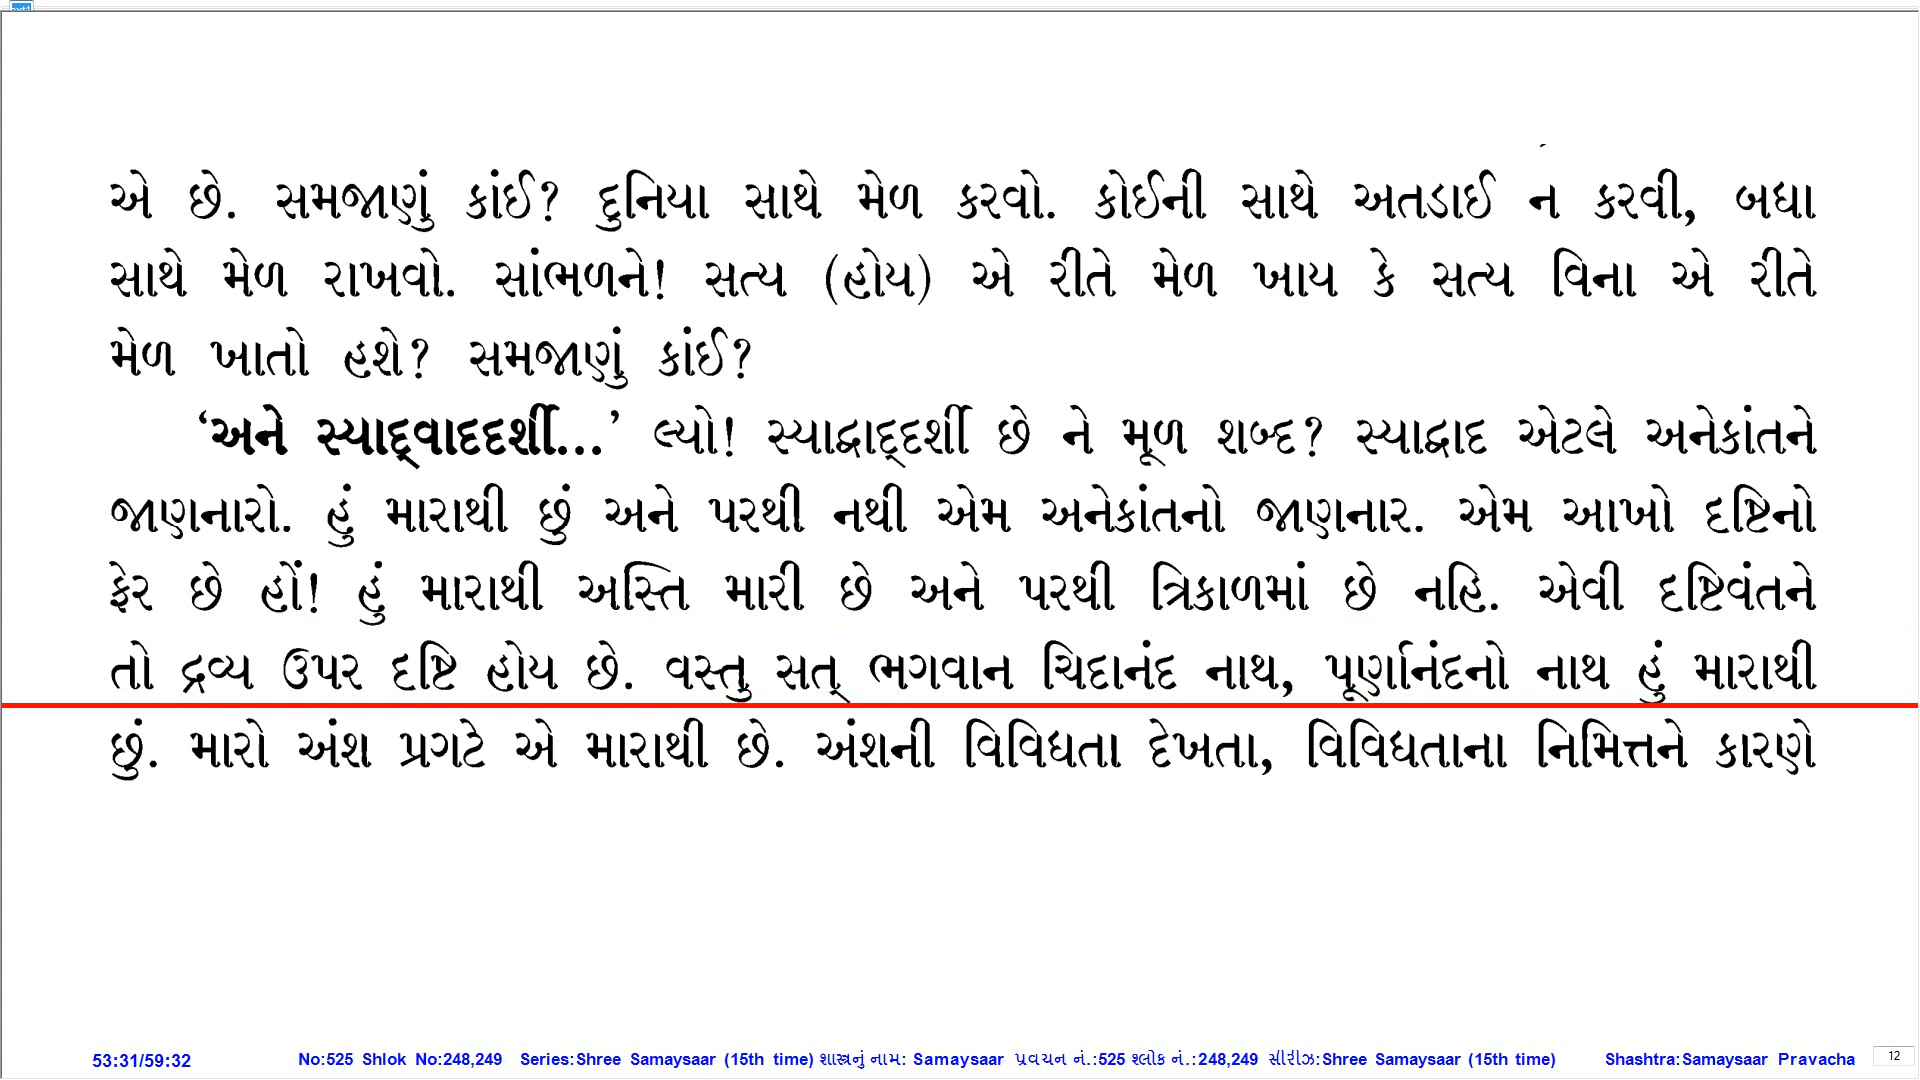 એ છે. સમજાણું કાંઈ? દુનિયા સાથે મેળ કરવો. કોઈની સાથે અતડાઈ ન કરવી, બધા
સાથે મેળ રાખવો. સાંભળને! સત્ય (હોય) એ રીતે મેળ ખાય કે સત્ય વિના એ રીતે
મેળ ખાતો હશે? સમજાણું કાંઈ?
‘અને સ્યાદ્‌વાદદર્શી...’ લ્યો! સ્યાદ્વાદ્દર્શી છે ને મૂળ શબ્દ? સ્યાદ્વાદ એટલે અનેકાંતને
જાણનારો. હું મારાથી છું અને પરથી નથી એમ અનેકાંતનો જાણનાર. એમ આખો દૃષ્ટિનો
ફેર છે હોં! હું મારાથી અસ્તિ મારી છે અને પરથી ત્રિકાળમાં છે નહિ. એવી દૃષ્ટિવંતને
તો દ્રવ્ય ઉપર દૃષ્ટિ હોય છે. વસ્તુ સત્ ભગવાન ચિદાનંદ નાથ, પૂર્ણાનંદનો નાથ હું મારાથી
છું. મારો અંશ પ્રગટે એ મારાથી છે. અંશની વિવિધતા દેખતા, વિવિધતાના નિમિત્તને કારણે
53:31/59:32 No:525 Shlok No:248,249 Series:Shree Samaysaar (15th time) શાસ્ત્રનું નામ: Samaysaar પ્રવચન નં.:525 શ્લોક નં.:248,249 સીરીઝ:Shree Samaysaar (15th time) Shashtra:Samaysaar Pravacha 12